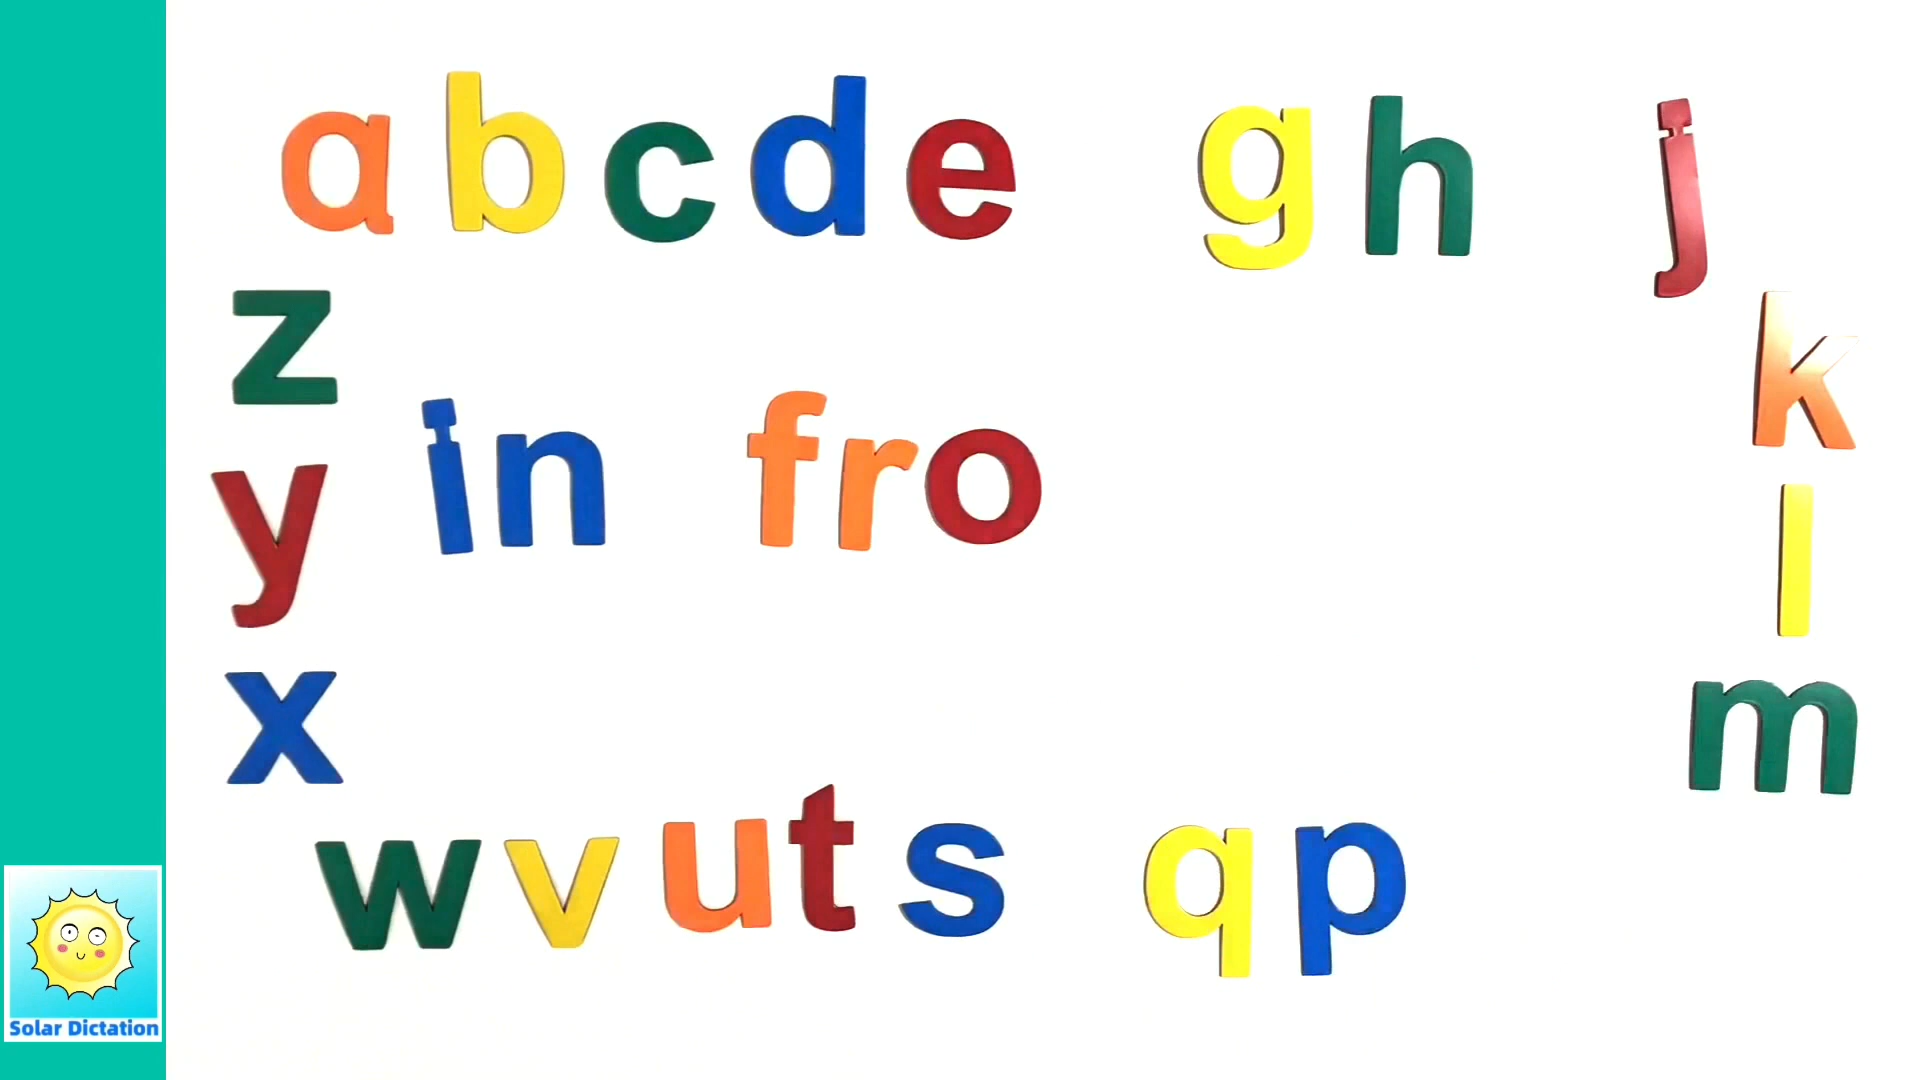 a b c d e g h j
z k
in fro
y l
x m
w v u t s q p
Solar Dictation